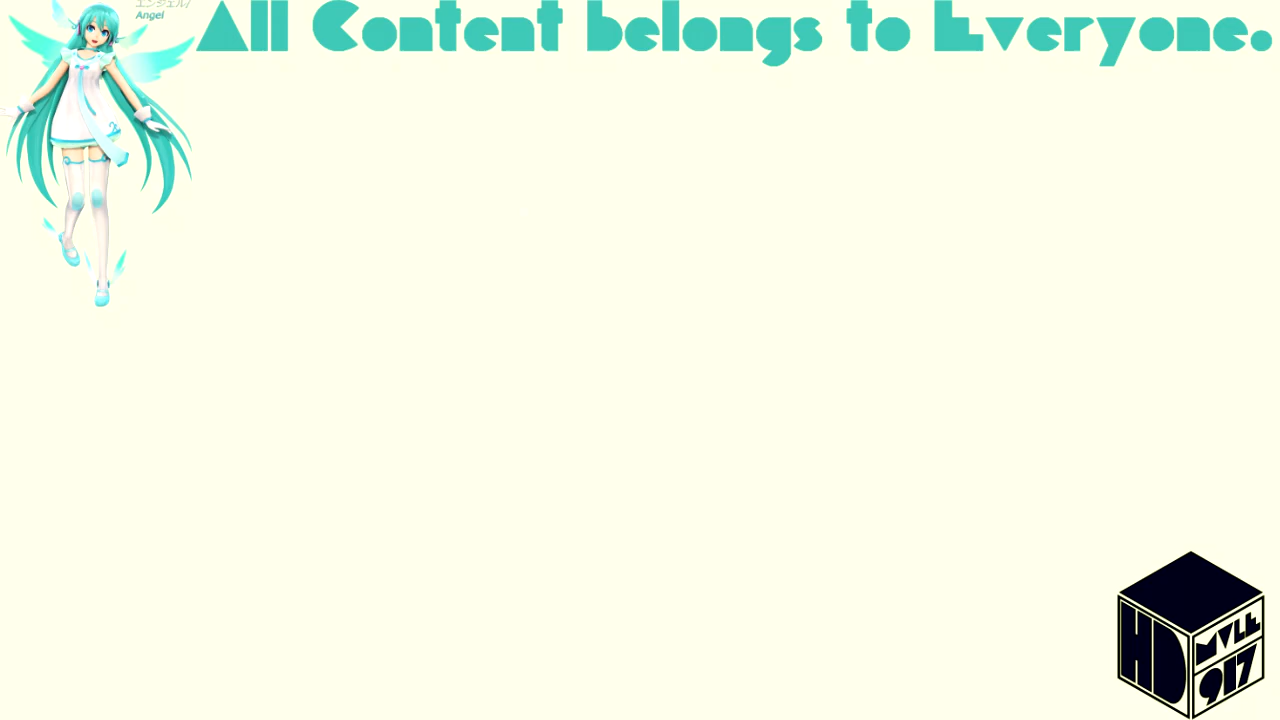 エンジェル/
Angel
All Content belongs to Everyone.
HD
MVLE
917